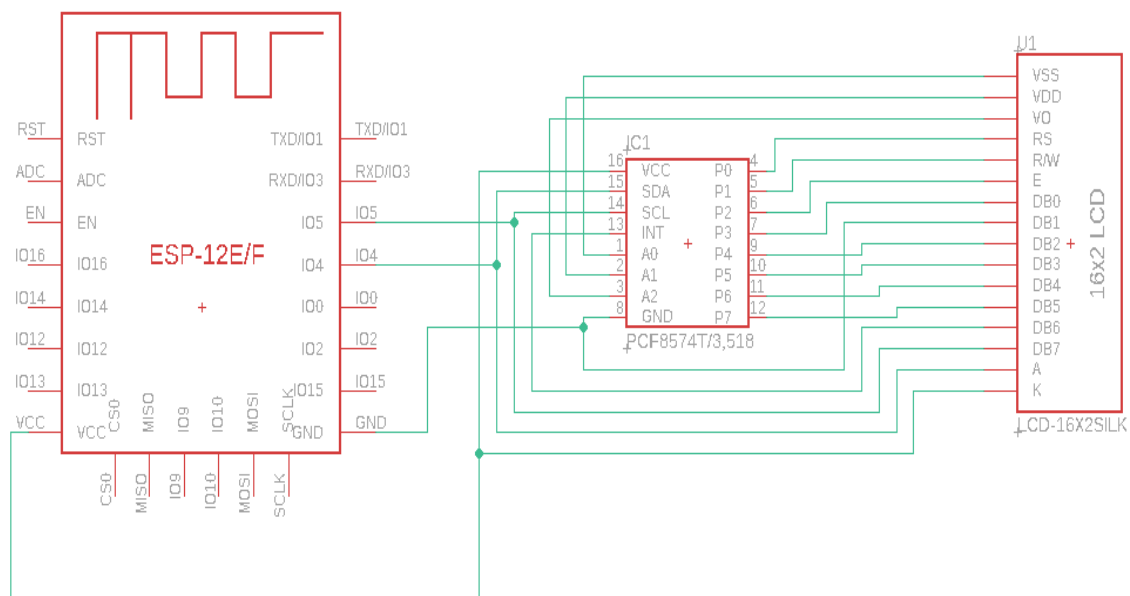 RST
ADC
EN
IO16
IO14
IO12
IO13
VCC
RST
ADC
EN
IO16
IO14
IO12
IO13
VCC
ESP-12E/F
TXD/IO1
RXD/IO3
IO5
IO4
IO0
IO2
IO15
GND
TXD/IO1
RXD/IO3
IO5
IO4
IO0
IO2
IO15
GND
CS0
MISO
IO9
IO10
MOSI
SCLK
CS0
MISO
IO9
IO10
MOSI
SCLK
IC1
16 VCC P0 4
15 SDA P1 5
14 SCL P2 6
13 INT P3 7
1 A0 P4 9
2 A1 P5 10
3 A2 P6 11
8 GND P7 12
PCF8574T/3,518
U1
VSS
VDD
VO
RS
R/W
E
DB0
DB1
DB2
DB3
DB4
DB5
DB6
DB7
A
K
16x2 LCD
LCD-16X2SILK